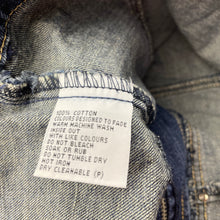 100% COTTON
COLOURS DESIGNED TO FADE
WARM MACHINE WASH
INSIDE OUT
WITH LIKE COLOURS
DO NOT BLEACH
SOAK OR RUB
DO NOT TUMBLE DRY
HOT IRON
DRY CLEANABLE (P)